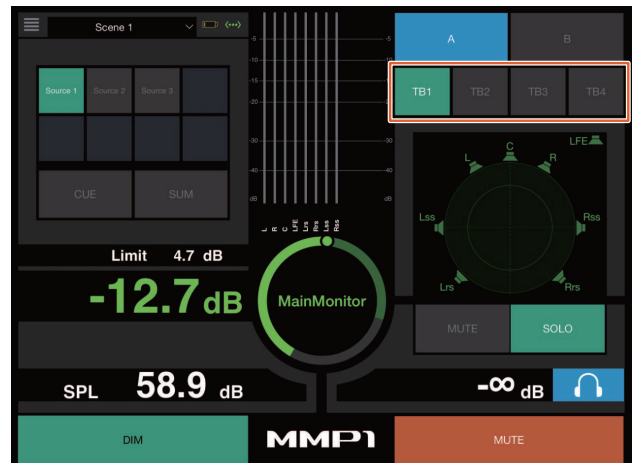 Scene 1
A
B
TB1 TB2 TB3 TB4
Source 1 Source 2 Source 3
CUE SUM
-5 -5
-10 -10
-15 -15
-20 -20
-30 -30
-40 -40
dB dB
L R C LFE Lrs Rrs Lss Rss
L C R LFE
Lss Rss
Lrs Rrs
Limit 4.7 dB
-12.7 dB
MainMonitor
MUTE SOLO
SPL 58.9 dB
-∞ dB
DIM
MMP1
MUTE